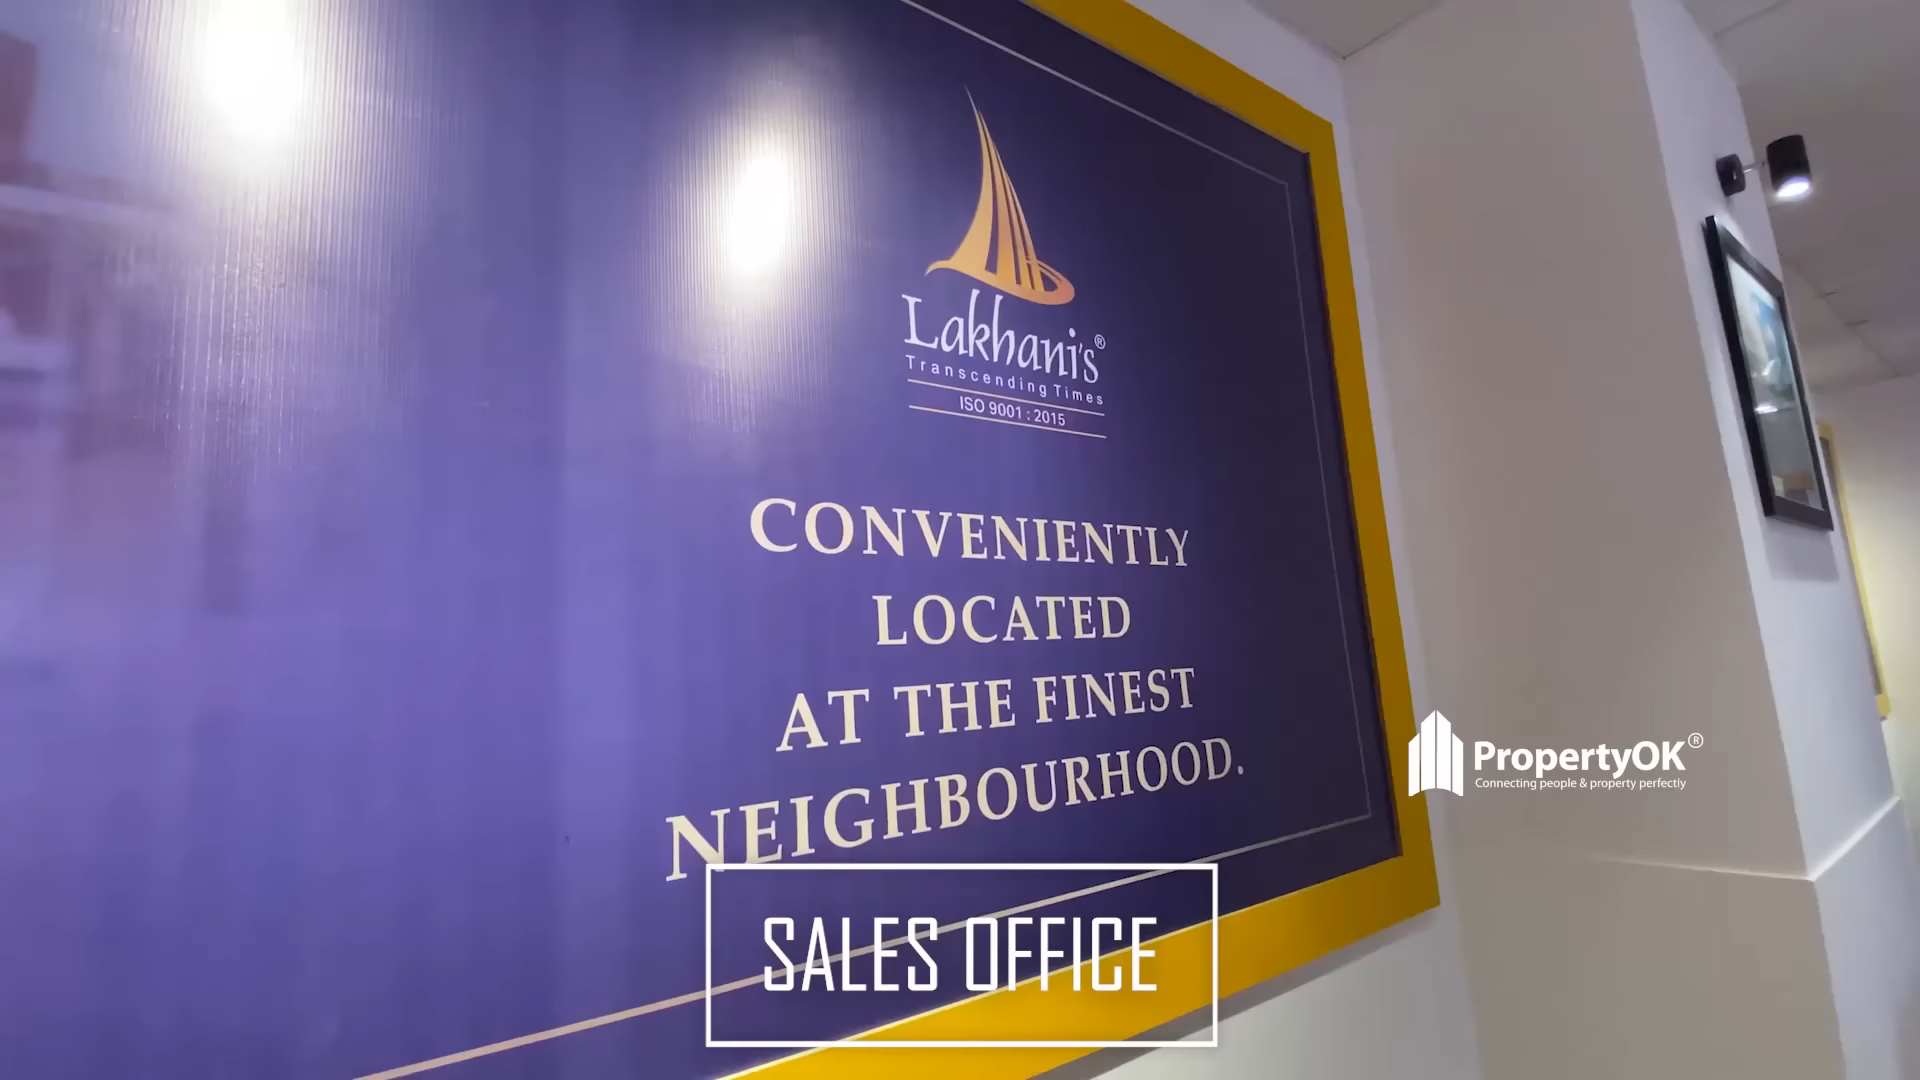 Lakhani's®
Transcending Times
ISO 9001 : 2015
CONVENIENTLY
LOCATED
AT THE FINEST
NEIGHBOURHOOD.
PropertyOK®
Connecting people & property perfectly
SALES OFFICE